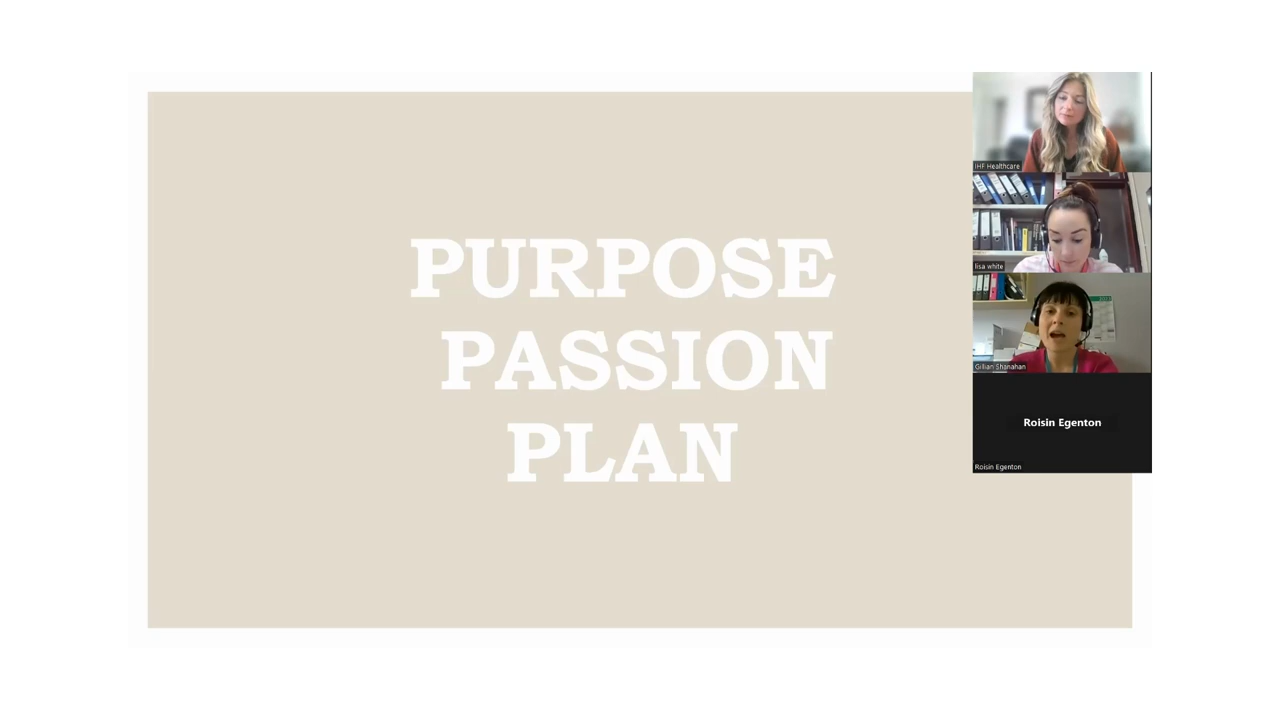 PURPOSE
PASSION
PLAN
IHF Healthcare
lisa white
Gillian Shanahan
Roisin Egenton
Roisin Egenton